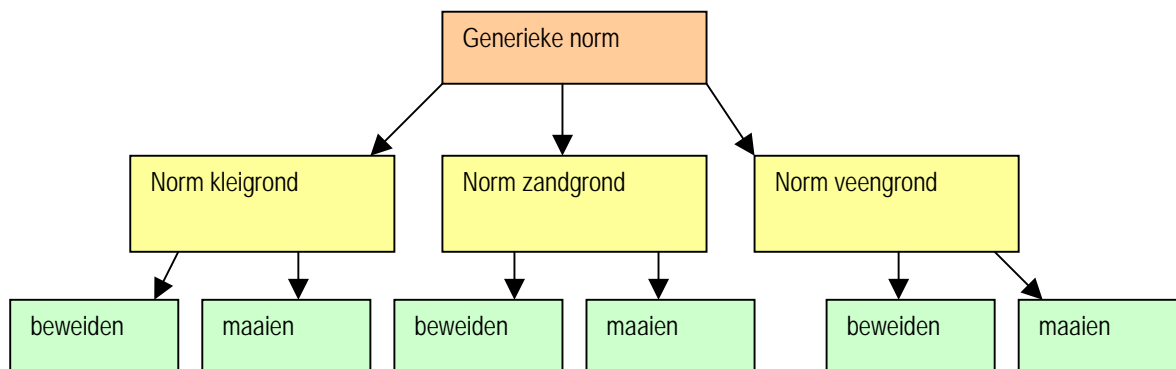 Generieke norm
Norm kleigrond
Norm zandgrond
Norm veengrond
beweiden
maaien
beweiden
maaien
beweiden
maaien